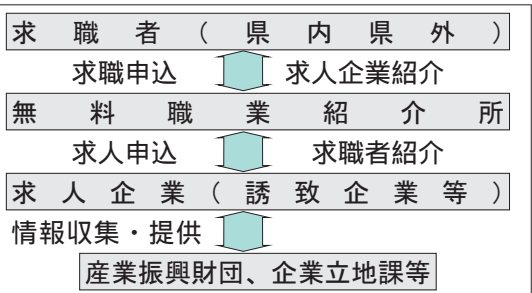 求職者（県内県外）
求職申込 求人企業紹介
無料職業紹介所
求人申込 求職者紹介
求人企業（誘致企業等）
情報収集・提供
産業振興財団、企業立地課等